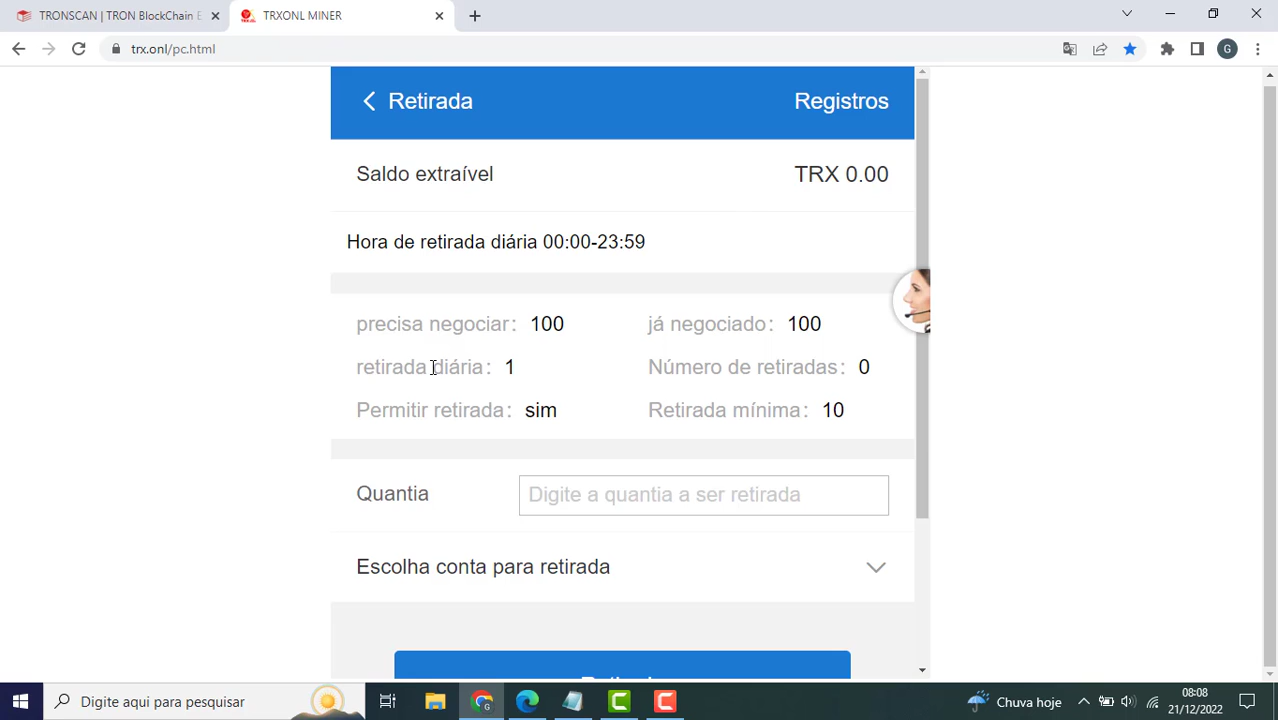 TRONSCAN | TRON BlockChain E
TRXONL MINER
trx.onl/pc.html
G
Retirada
Registros
Saldo extraível
TRX 0.00
Hora de retirada diária 00:00-23:59
precisa negociar: 100
já negociado: 100
retirada diária: 1
Número de retiradas: 0
Permitir retirada: sim
Retirada mínima: 10
Quantia
Digite a quantia a ser retirada
Escolha conta para retirada
Digite aqui para pesquisar
Chuva hoje
08:08
21/12/2022